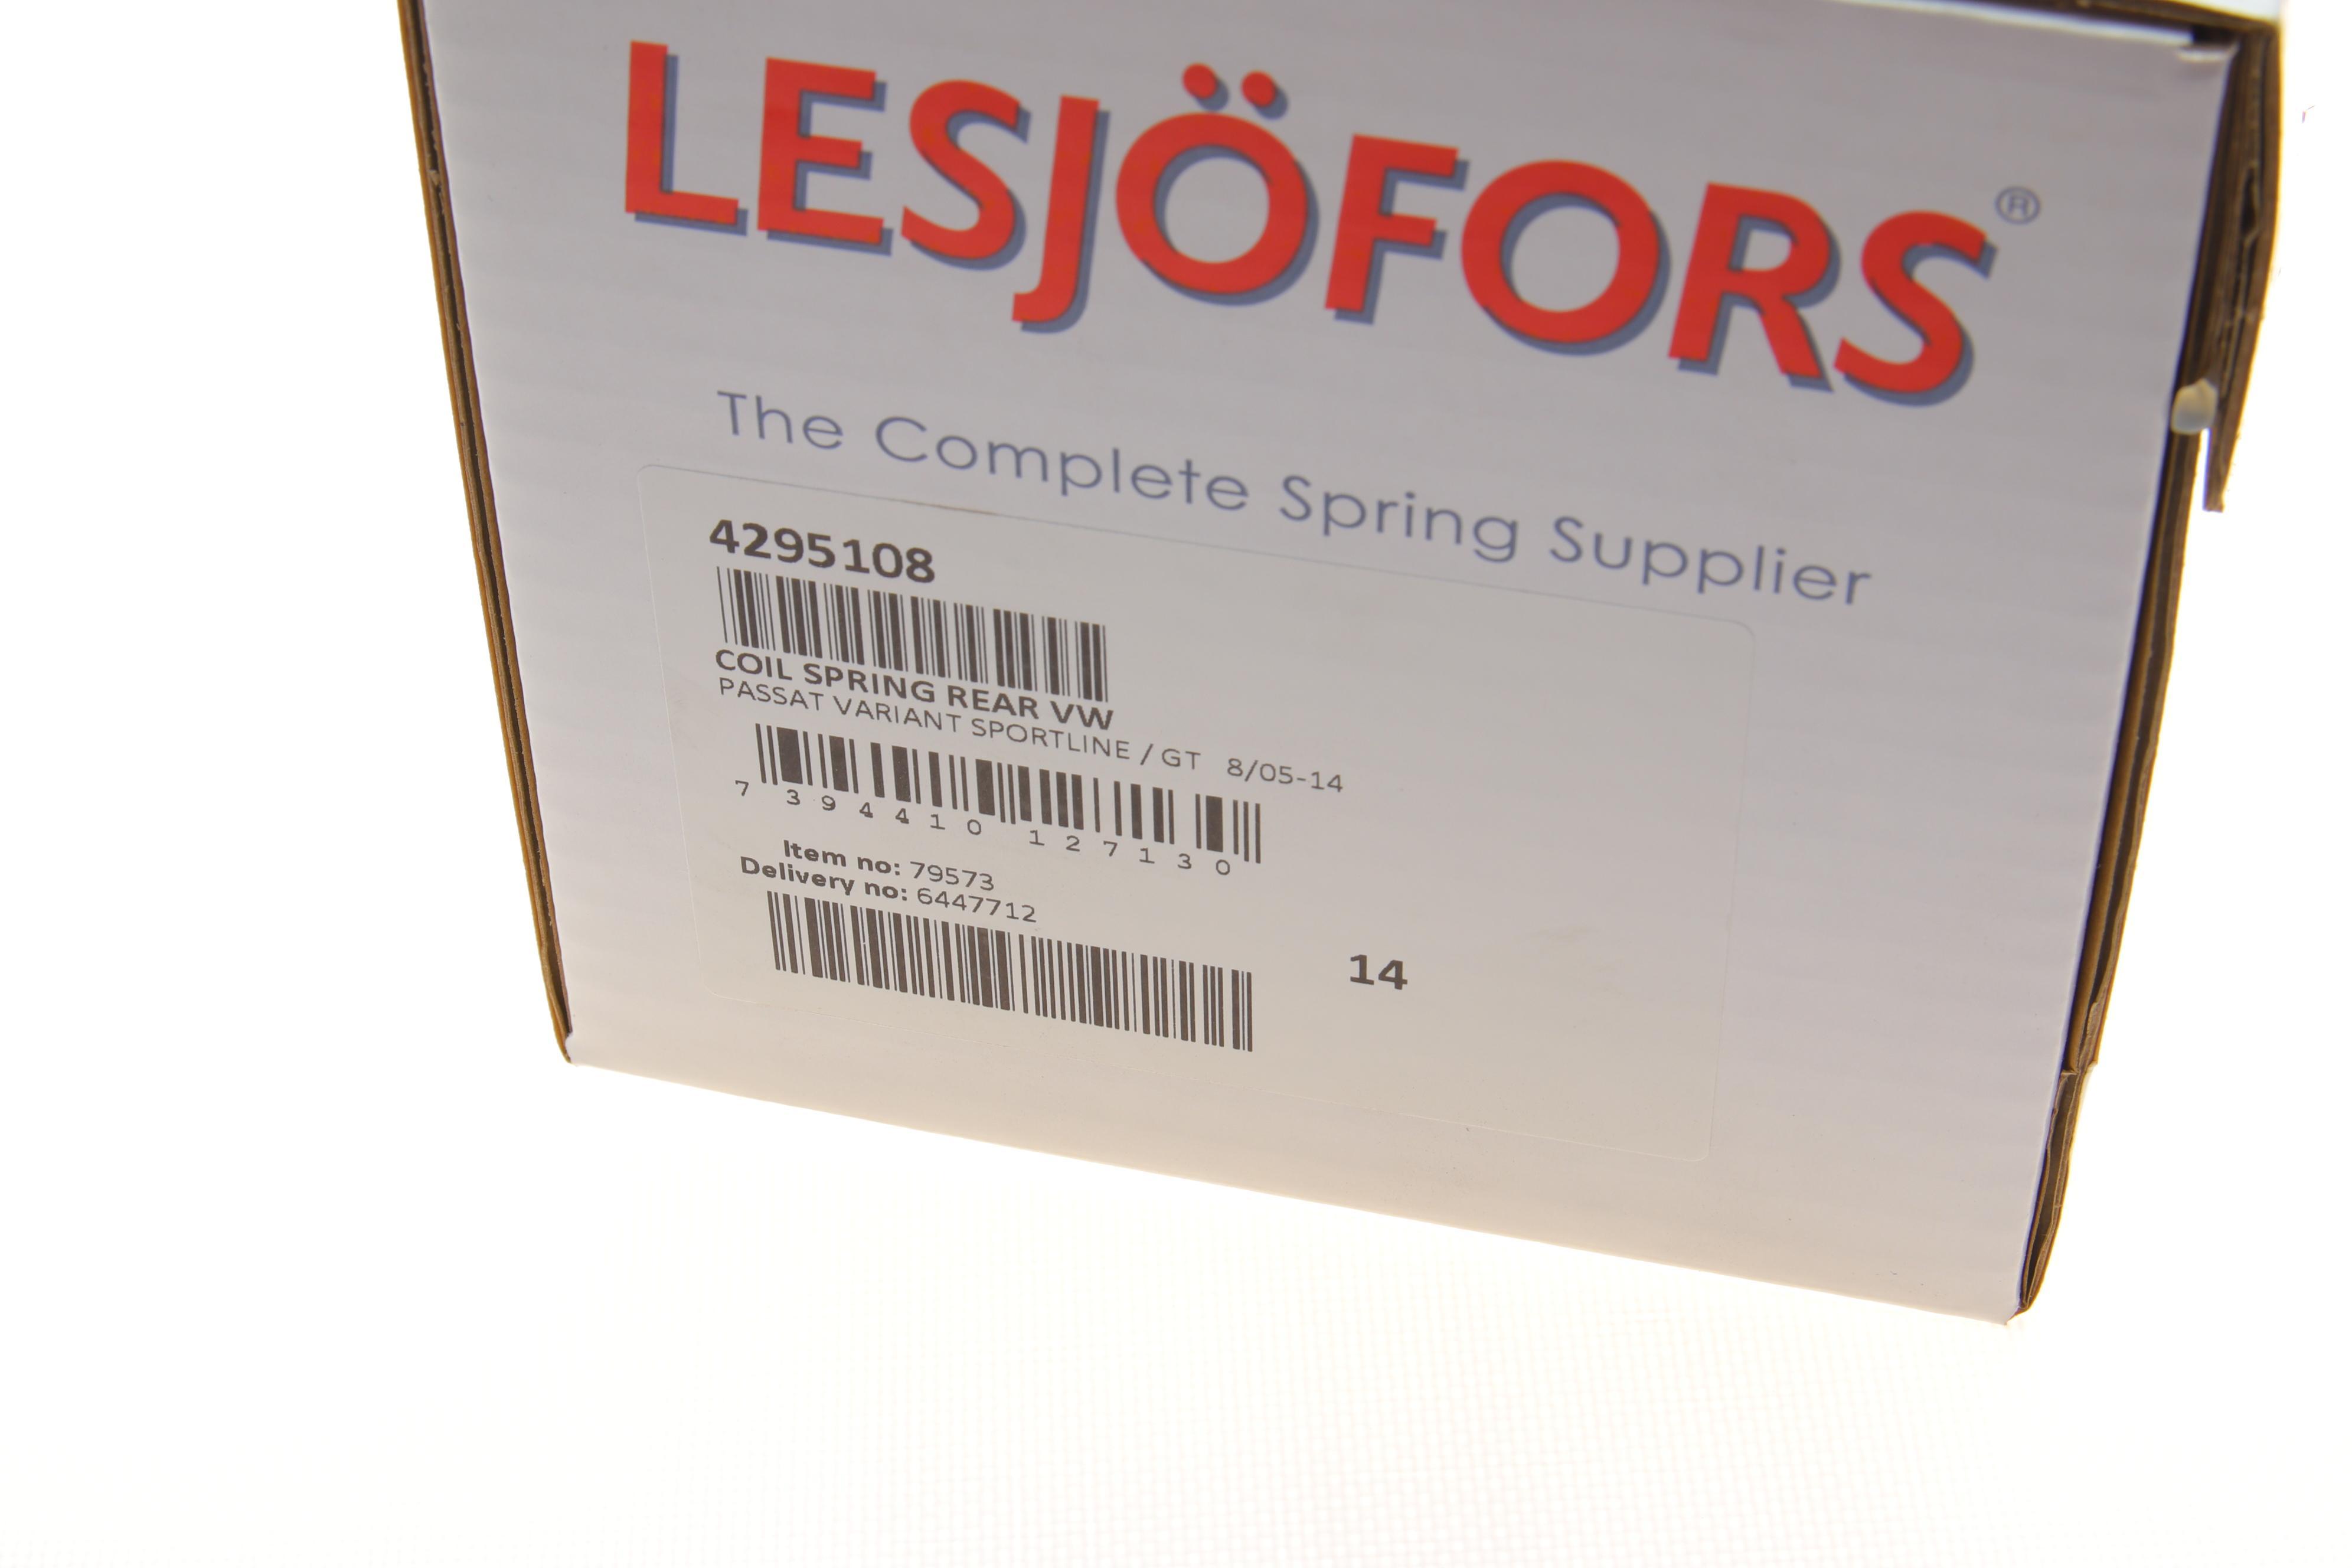 LESJÖFORS®
The Complete Spring Supplier
4295108
COIL SPRING REAR VW
PASSAT VARIANT SPORTLINE / GT 8/05-14
7 394410 127130
Item no: 79573
Delivery no: 6447712
14